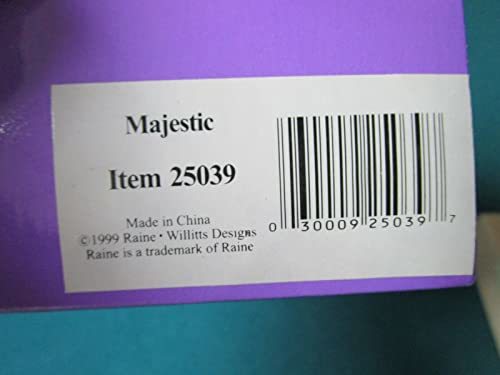 Majestic
Item 25039
Made in China
©1999 Raine • Willitts Designs
Raine is a trademark of Raine
0 30009 25039 7